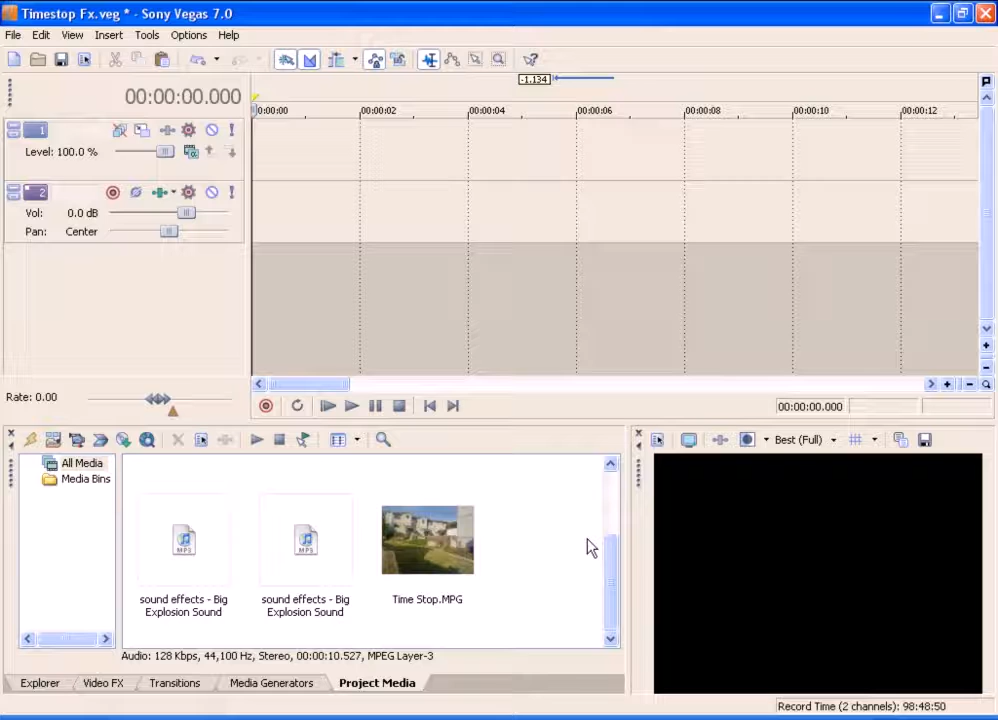 Timestop Fx.veg * - Sony Vegas 7.0
File Edit View Insert Tools Options Help
-1.134
00:00:00.000
0:00:00 00:00:02 00:00:04 00:00:06 00:00:08 00:00:10 00:00:12
1
Level: 100.0 %
2
Vol: 0.0 dB
Pan: Center
Rate: 0.00
00:00:00.000
Best (Full)
All Media
Media Bins
MP3
MP3
sound effects - Big Explosion Sound
sound effects - Big Explosion Sound
Time Stop.MPG
Audio: 128 Kbps, 44,100 Hz, Stereo, 00:00:10.527, MPEG Layer-3
Explorer Video FX Transitions Media Generators Project Media
Record Time (2 channels): 98:48:50